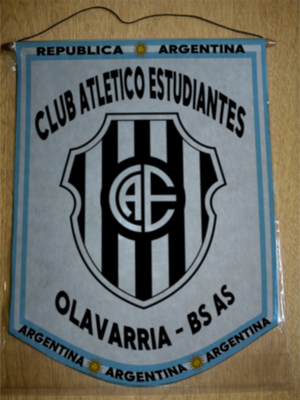 REPUBLICA ARGENTINA
CLUB ATLETICO ESTUDIANTES
CAE
OLAVARRIA - BS AS
ARGENTINA ARGENTINA ARGENTINA